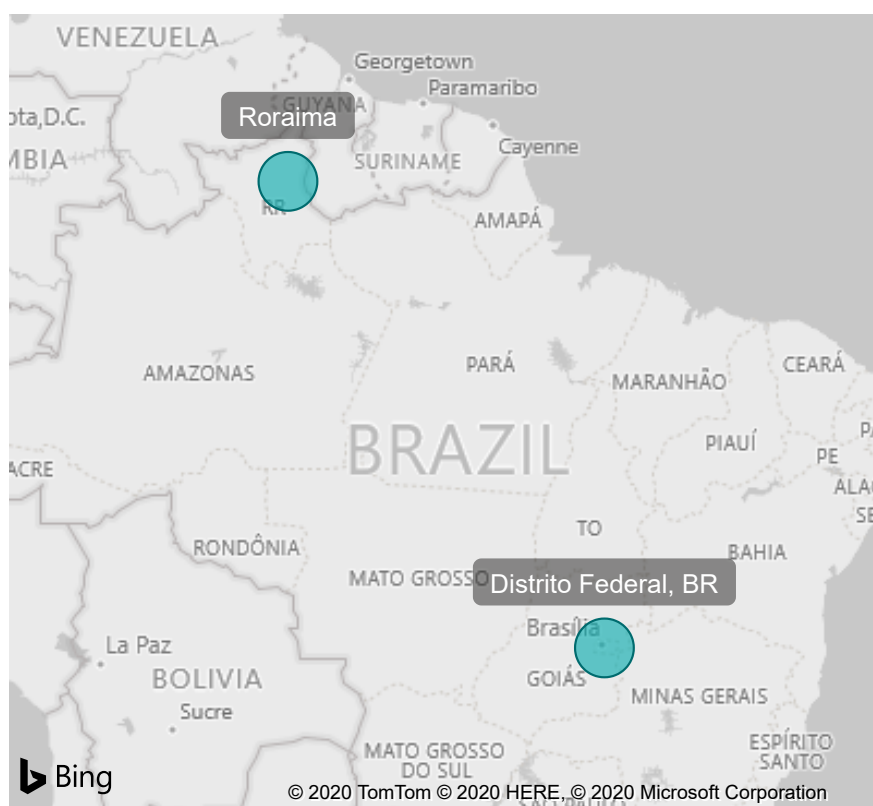 VENEZUELA
Georgetown
Paramaribo
GUYANA
Roraima
ota,D.C.
MBIA
SURINAME
Cayenne
RR
AMAPÁ
AMAZONAS
PARÁ
MARANHÃO
CEARÁ
BRAZIL
PIAUÍ
PA
PE
ACRE
ALAG
SE
TO
RONDÔNIA
BAHIA
MATO GROSSO
Distrito Federal, BR
Brasília
La Paz
BOLIVIA
GOIÁS
MINAS GERAIS
Sucre
MATO GROSSO
DO SUL
ESPÍRITO
SANTO
Bing
© 2020 TomTom © 2020 HERE, © 2020 Microsoft Corporation